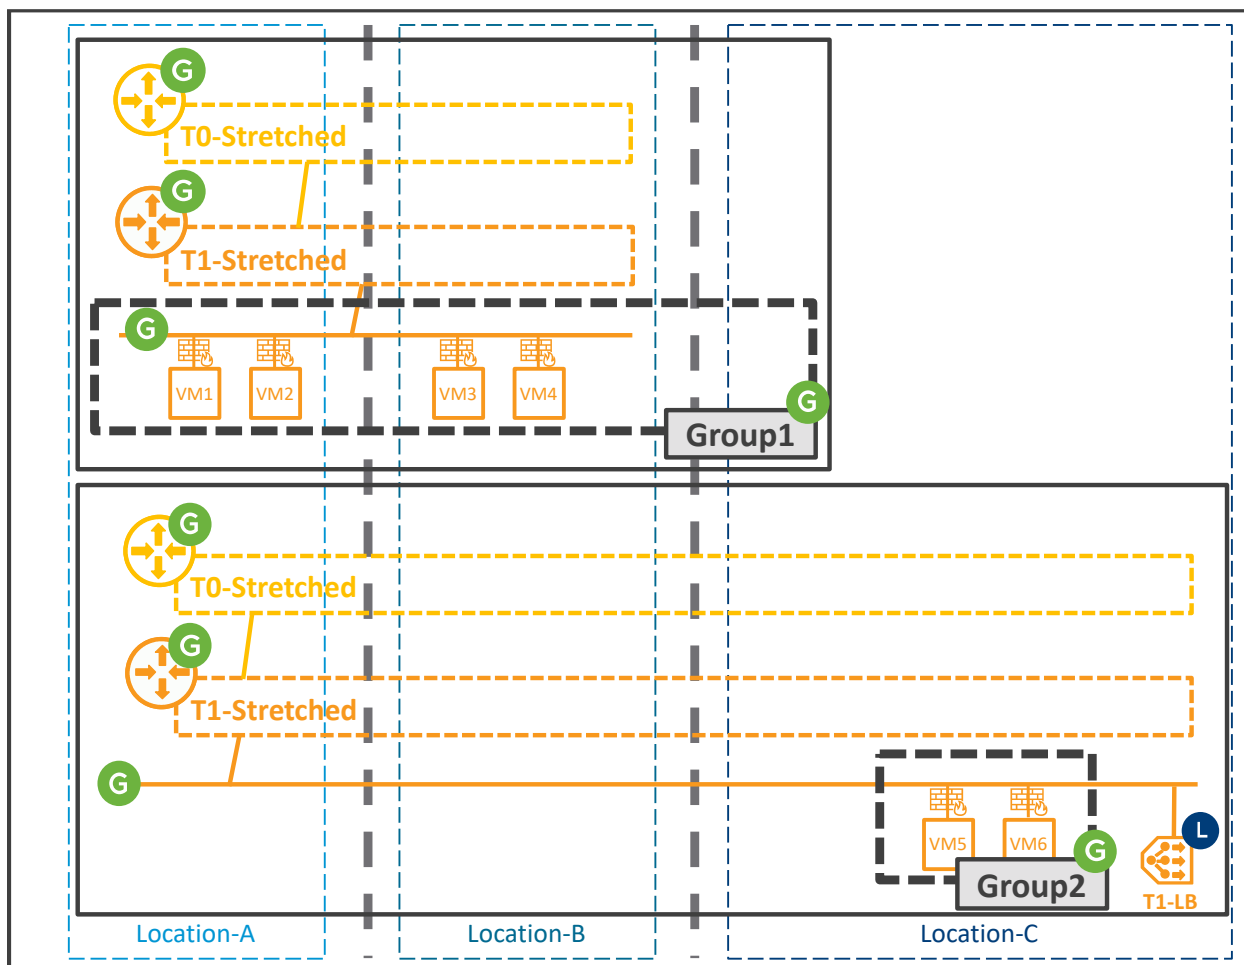 G
T0-Stretched
G
T1-Stretched
G
VM1 VM2 VM3 VM4
G
Group1
G
T0-Stretched
G
T1-Stretched
G
VM5 VM6
L
G
Group2
T1-LB
Location-A Location-B Location-C